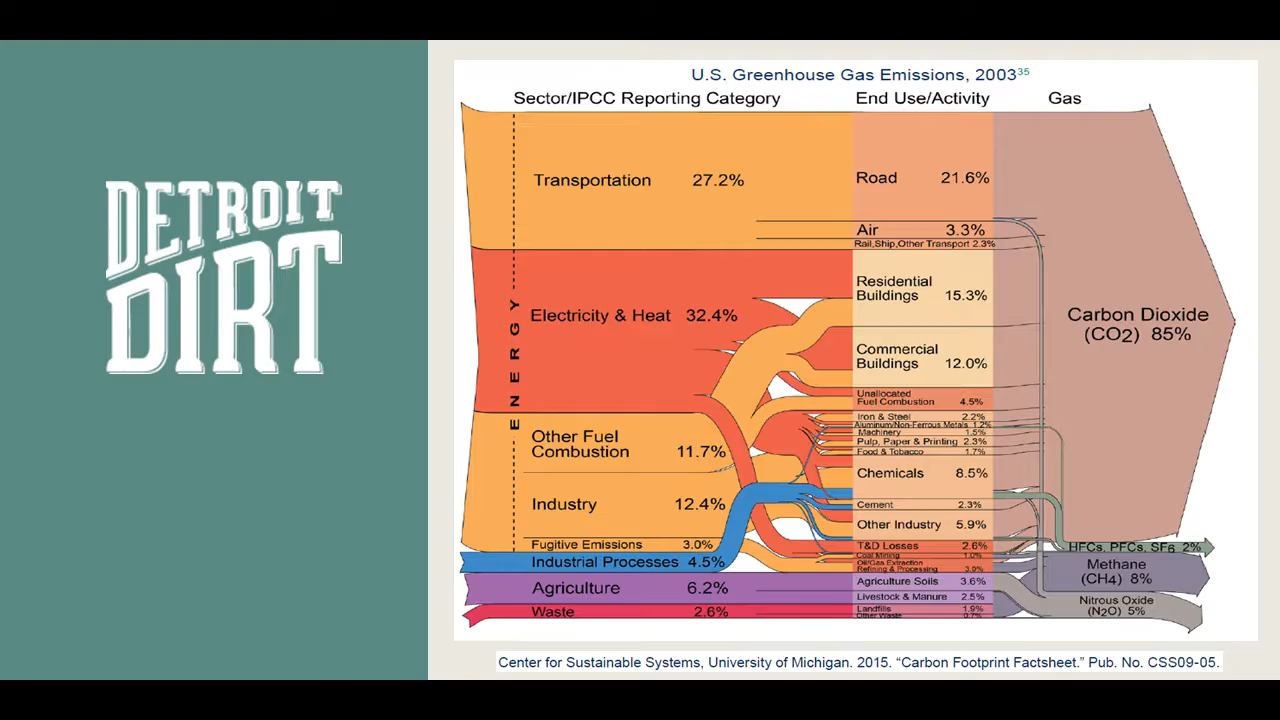 DETROIT
DIRT
U.S. Greenhouse Gas Emissions, 2003³⁵
Sector/IPCC Reporting Category
End Use/Activity
Gas
ENERGY
Transportation 27.2%
Electricity & Heat 32.4%
Other Fuel
Combustion 11.7%
Industry 12.4%
Fugitive Emissions 3.0%
Industrial Processes 4.5%
Agriculture 6.2%
Waste 2.6%
Road 21.6%
Air 3.3%
Rail,Ship,Other Transport 2.3%
Residential
Buildings 15.3%
Commercial
Buildings 12.0%
Unallocated
Fuel Combustion 4.5%
Iron & Steel 2.2%
Aluminum/Non-Ferrous Metals 1.2%
Machinery 1.5%
Pulp, Paper & Printing 2.3%
Food & Tobacco 1.7%
Chemicals 8.5%
Cement 2.3%
Other Industry 5.9%
T&D Losses 2.6%
Coal Mining 1.0%
Oil/Gas Extraction
Refining & Processing 3.0%
Agriculture Soils 3.6%
Livestock & Manure 2.5%
Landfills 1.9%
Other Waste 0.7%
Carbon Dioxide
(CO2) 85%
HFCs, PFCs, SF6 2%
Methane
(CH4) 8%
Nitrous Oxide
(N2O) 5%
Center for Sustainable Systems, University of Michigan. 2015. “Carbon Footprint Factsheet.” Pub. No. CSS09-05.